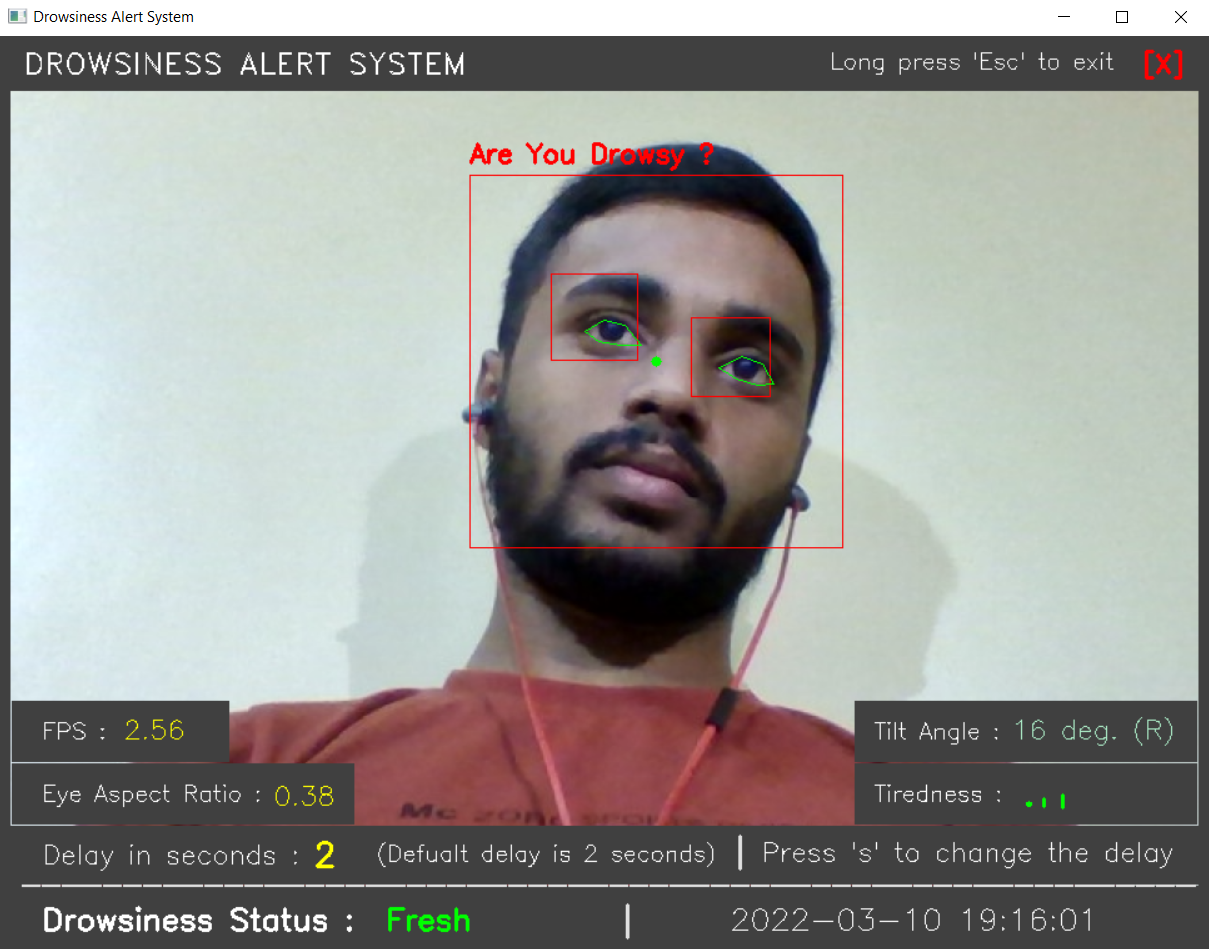 Drowsiness Alert System
DROWSINESS ALERT SYSTEM
Long press 'Esc' to exit [X]
Are You Drowsy ?
FPS : 2.56
Tilt Angle : 16 deg. (R)
Eye Aspect Ratio : 0.38
Tiredness :
Delay in seconds : 2 (Defualt delay is 2 seconds) | Press 's' to change the delay
Drowsiness Status : Fresh | 2022-03-10 19:16:01